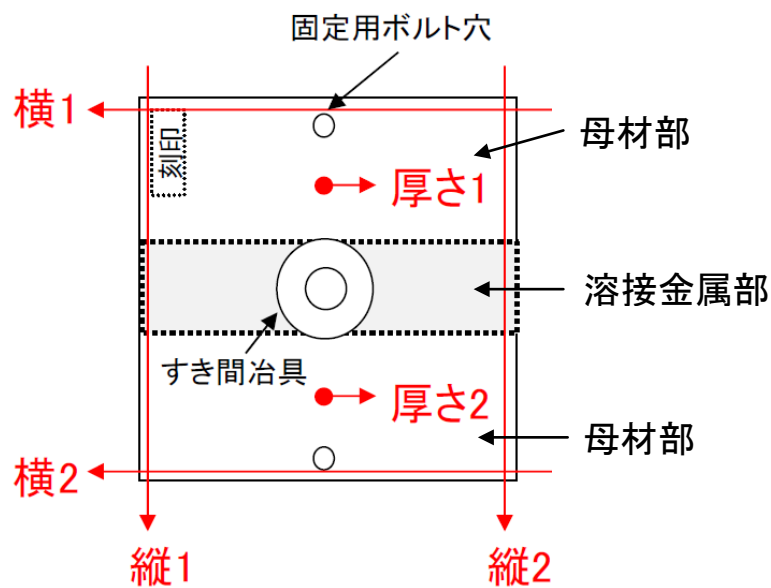 固定用ボルト穴
横1
母材部
刻印
厚さ1
溶接金属部
すき間冶具
厚さ2
母材部
横2
縦1
縦2